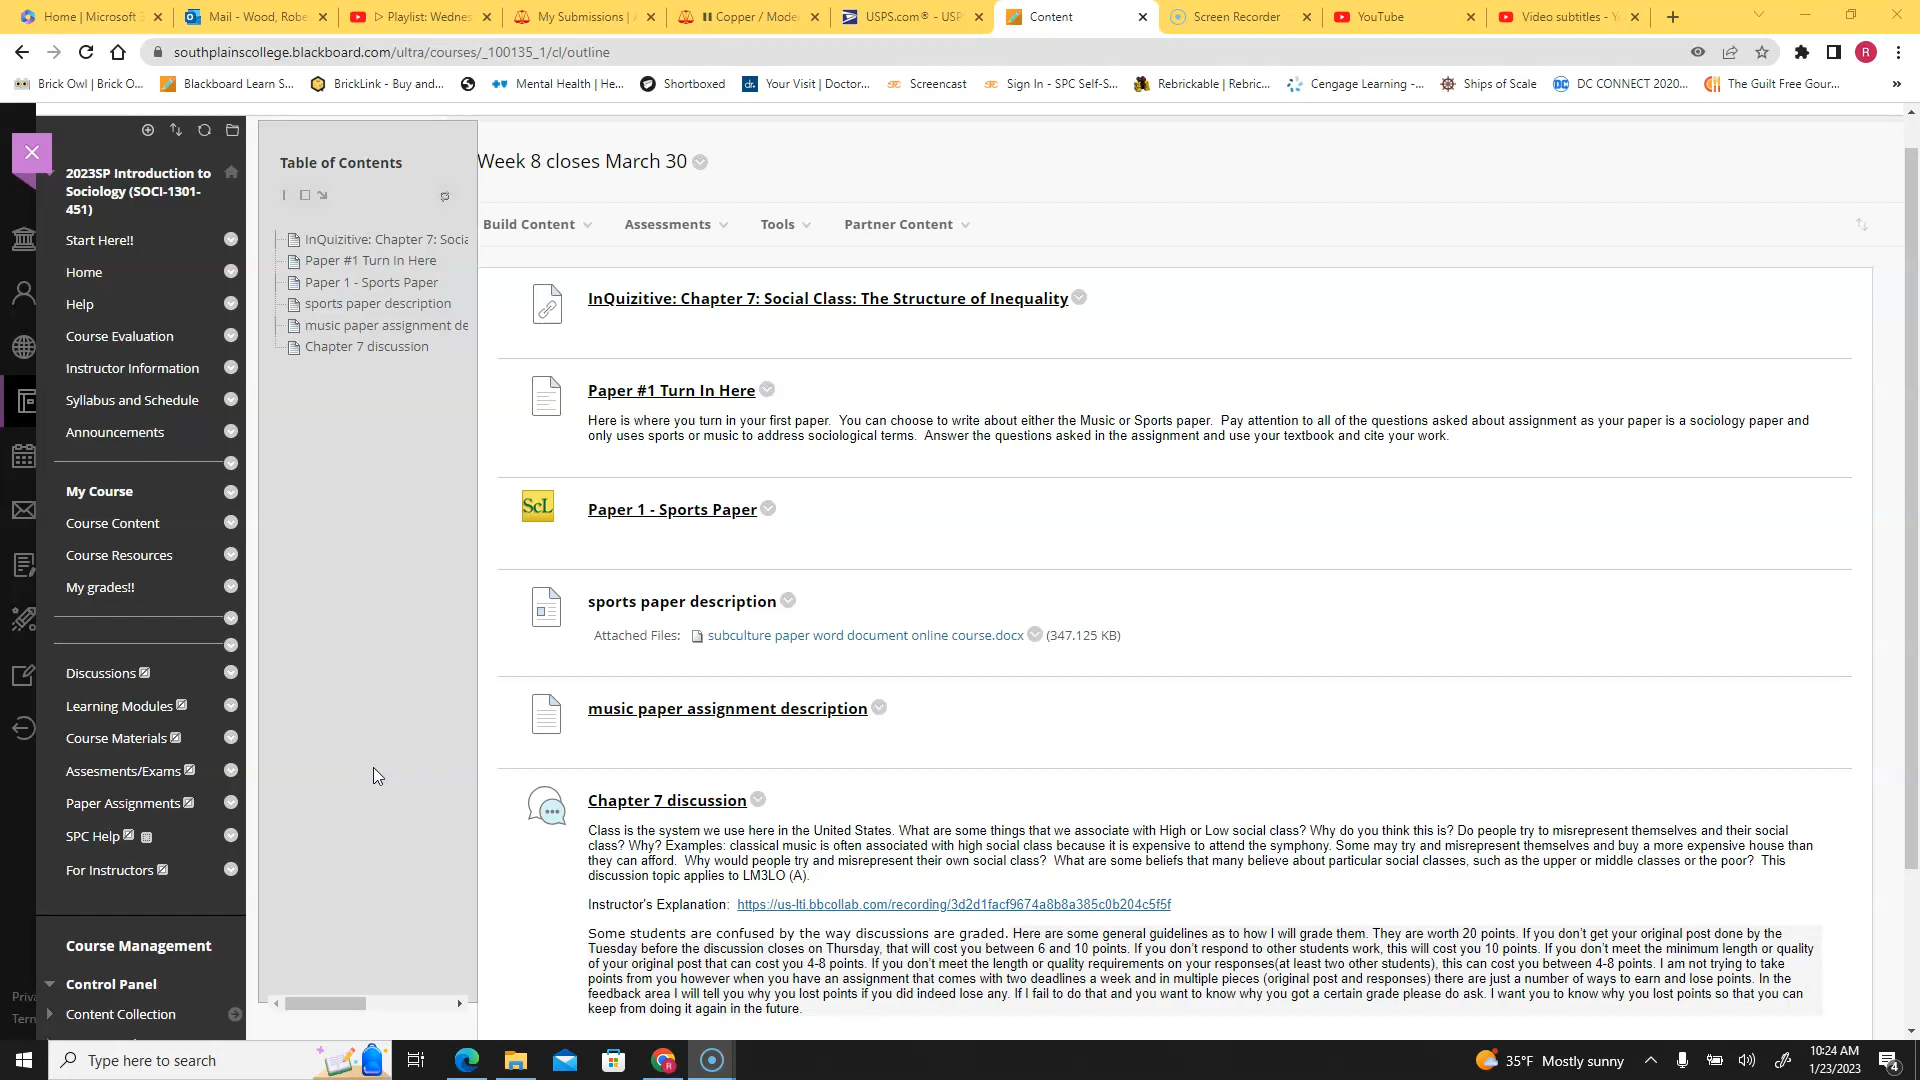 Home | Microsoft
Mail - Wood, Robe
Playlist: Wednes
My Submissions |
Copper / Mode
USPS.com® - USP
Content
Screen Recorder
YouTube
Video subtitles - Y
southplainscollege.blackboard.com/ultra/courses/_100135_1/cl/outline
R
Brick Owl | Brick O...
Blackboard Learn S...
BrickLink - Buy and...
Mental Health | He...
Shortboxed
Your Visit | Doctor...
Screencast
Sign In - SPC Self-S...
Rebrickable | Rebric...
Cengage Learning -...
Ships of Scale
DC CONNECT 2020...
The Guilt Free Gour...
2023SP Introduction to
Sociology (SOCI-1301-
451)
Start Here!!
Home
Help
Course Evaluation
Instructor Information
Syllabus and Schedule
Announcements
My Course
Course Content
Course Resources
My grades!!
Discussions
Learning Modules
Course Materials
Assesments/Exams
Paper Assignments
SPC Help
For Instructors
Course Management
Control Panel
Content Collection
Priva
Term
Table of Contents
InQuizitive: Chapter 7: Socia
Paper #1 Turn In Here
Paper 1 - Sports Paper
sports paper description
music paper assignment de
Chapter 7 discussion
Week 8 closes March 30
Build Content
Assessments
Tools
Partner Content
InQuizitive: Chapter 7: Social Class: The Structure of Inequality
Paper #1 Turn In Here
Here is where you turn in your first paper.  You can choose to write about either the Music or Sports paper.  Pay attention to all of the questions asked about assignment as your paper is a sociology paper and
only uses sports or music to address sociological terms.  Answer the questions asked in the assignment and use your textbook and cite your work.
ScL
Paper 1 - Sports Paper
sports paper description
Attached Files: subculture paper word document online course.docx (347.125 KB)
music paper assignment description
Chapter 7 discussion
Class is the system we use here in the United States. What are some things that we associate with High or Low social class? Why do you think this is? Do people try to misrepresent themselves and their social
class? Why? Examples: classical music is often associated with high social class because it is expensive to attend the symphony. Some may try and misrepresent themselves and buy a more expensive house than
they can afford.  Why would people try and misrepresent their own social class?  What are some beliefs that many believe about particular social classes, such as the upper or middle classes or the poor?  This
discussion topic applies to LM3LO (A).
Instructor's Explanation:  https://us-lti.bbcollab.com/recording/3d2d1facf9674a8b8a385c0b204c5f5f
Some students are confused by the way discussions are graded. Here are some general guidelines as to how I will grade them. They are worth 20 points. If you don't get your original post done by the
Tuesday before the discussion closes on Thursday, that will cost you between 6 and 10 points. If you don't respond to other students work, this will cost you 10 points. If you don't meet the minimum length or quality
of your original post that can cost you 4-8 points. If you don't meet the length or quality requirements on your responses(at least two other students), this can cost you between 4-8 points. I am not trying to take
points from you however when you have an assignment that comes with two deadlines a week and in multiple pieces (original post and responses) there are just a number of ways to earn and lose points. In the
feedback area I will tell you why you lost points if you did indeed lose any. If I fail to do that and you want to know why you got a certain grade please do ask. I want you to know why you lost points so that you can
keep from doing it again in the future.
Type here to search
35°F Mostly sunny
10:24 AM
1/23/2023
4